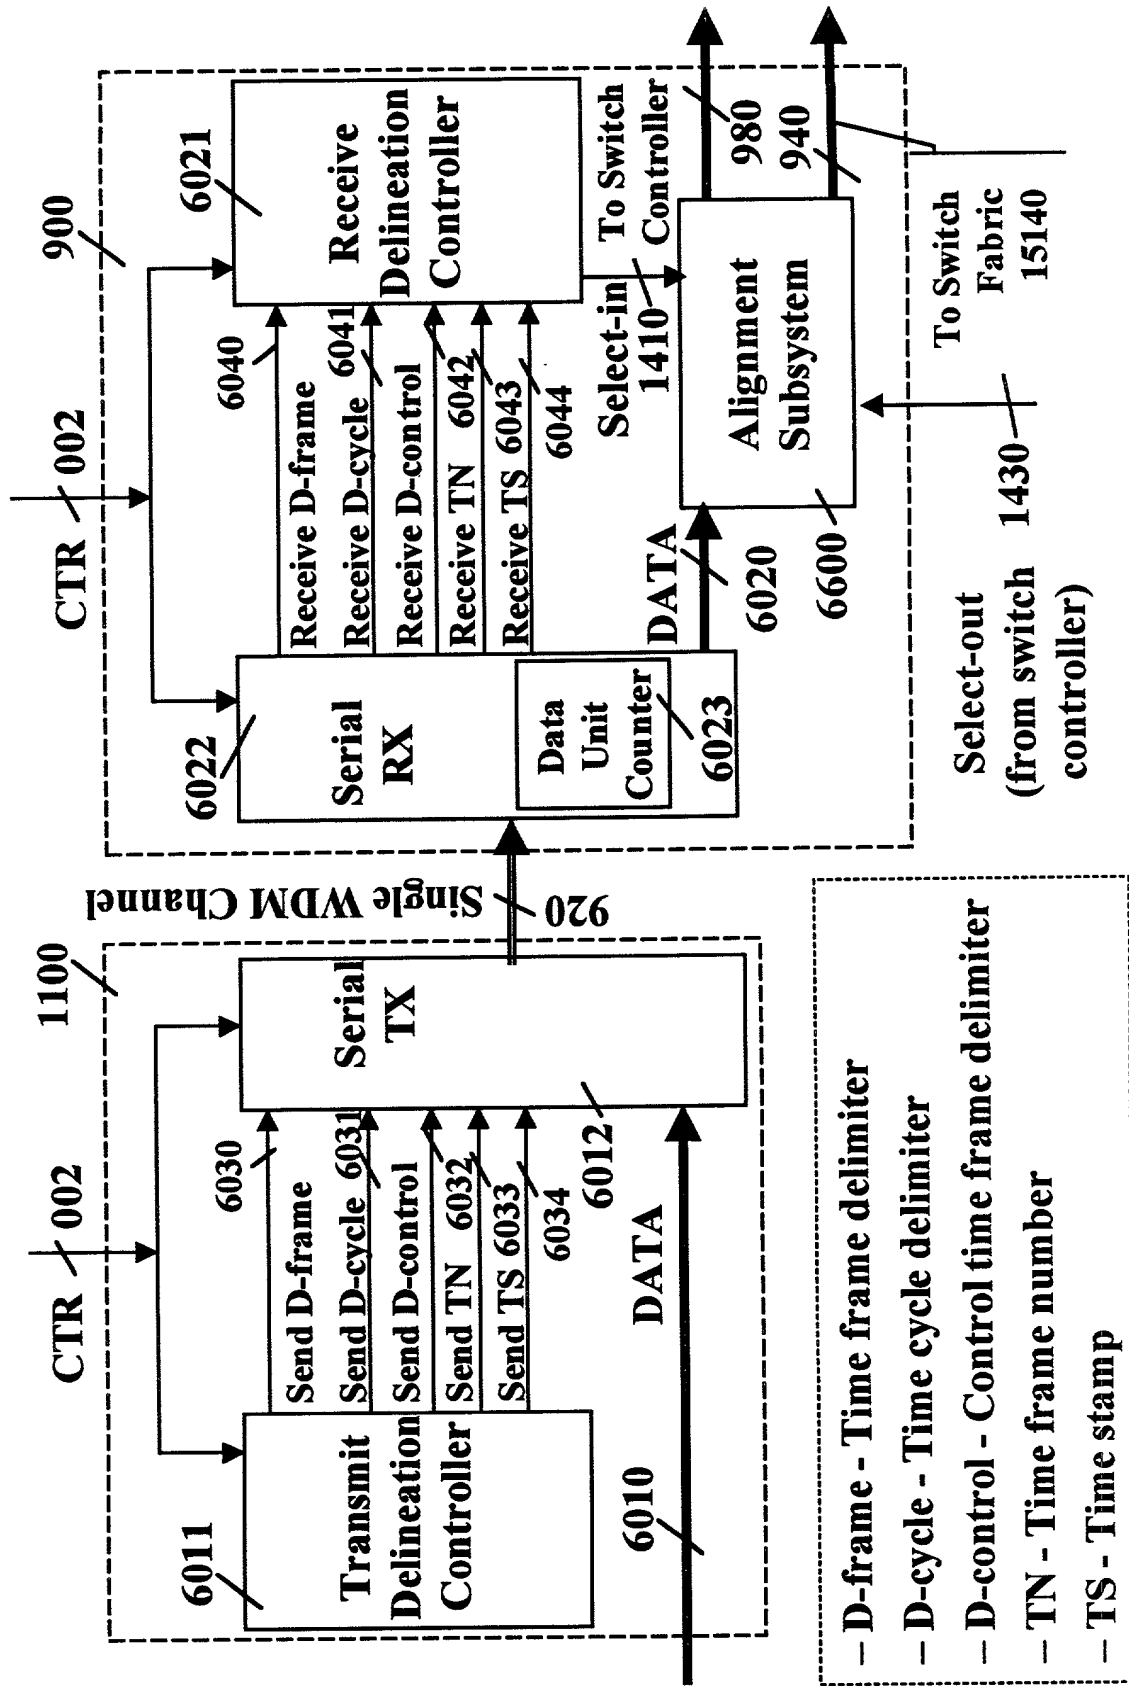 CTR
002
1100
6011
Transmit
Delineation
Controller
Send D-frame
6030
Send D-cycle
6031
Send D-control
Send TN
6032
Send TS
6033
6034
Serial
TX
6012
DATA
6010
Single WDM Channel
920
CTR
002
900
6022
Serial
RX
Data
Unit
Counter
6023
Receive D-frame
6040
Receive D-cycle
6041
Receive D-control
Receive TN
6042
Receive TS
6043
6044
6021
Receive
Delineation
Controller
DATA
6020
Select-in
1410
To Switch
Controller
980
940
Alignment
Subsystem
6600
To Switch
Fabric
15140
1430
Select-out
(from switch
controller)
– D-frame - Time frame delimiter
– D-cycle - Time cycle delimiter
– D-control - Control time frame delimiter
– TN - Time frame number
– TS - Time stamp